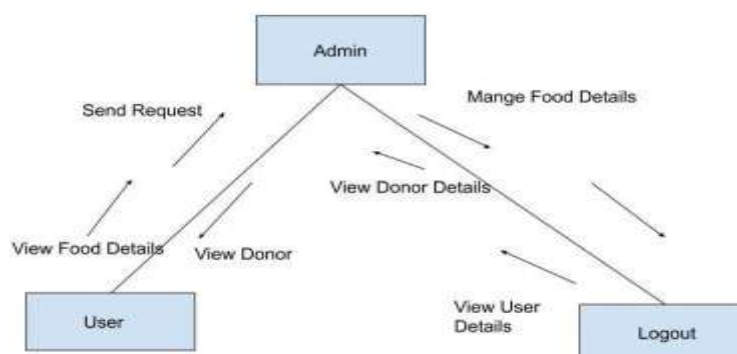 Admin
Send Request
Mange Food Details
View Donor Details
View Food Details
View Donor
View User
Details
User
Logout